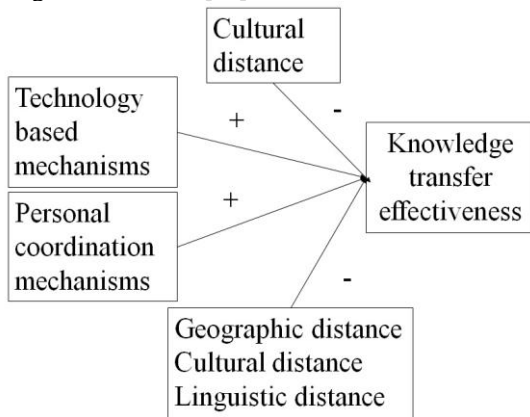 Cultural
distance
Technology
based
mechanisms
+
-
Knowledge
transfer
effectiveness
Personal
coordination
mechanisms
+
-
Geographic distance
Cultural distance
Linguistic distance